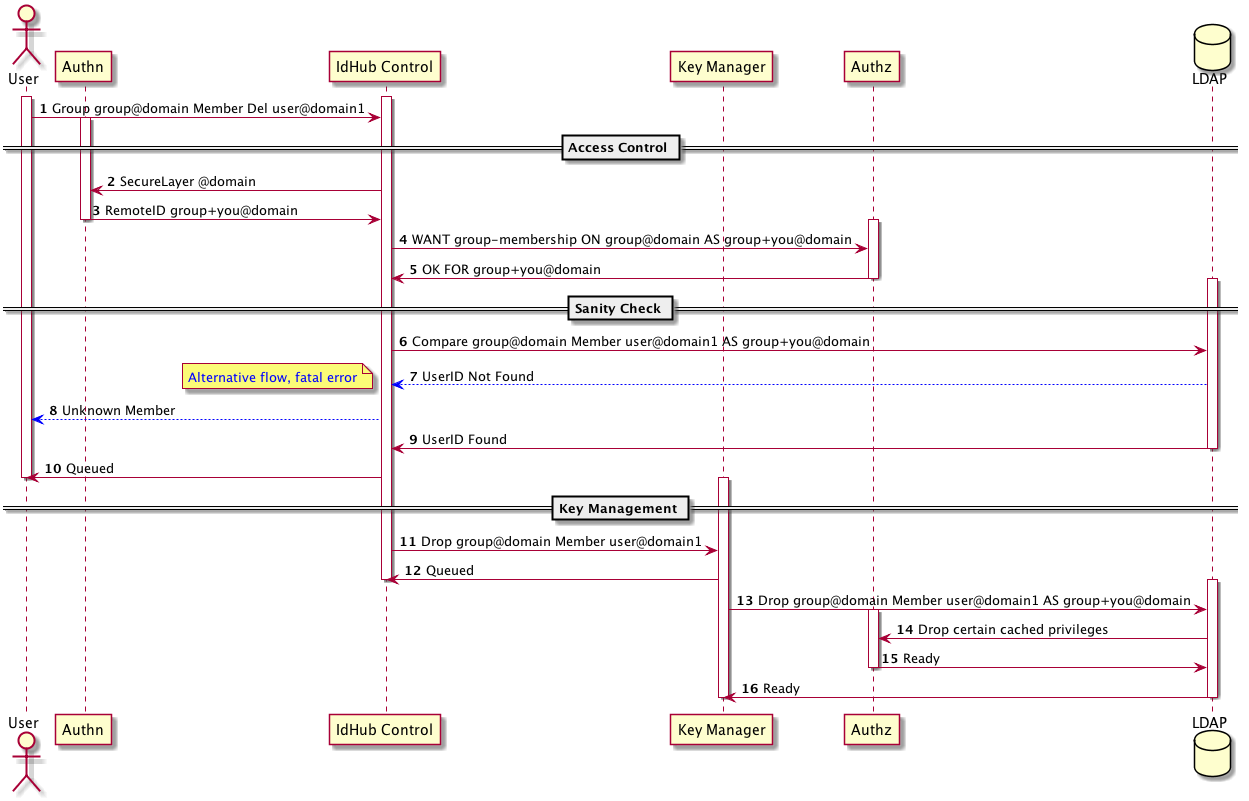 User
Authn
IdHub Control
Key Manager
Authz
LDAP
1 Group group@domain Member Del user@domain1
Access Control
2 SecureLayer @domain
3 RemoteID group+you@domain
4 WANT group-membership ON group@domain AS group+you@domain
5 OK FOR group+you@domain
Sanity Check
6 Compare group@domain Member user@domain1 AS group+you@domain
Alternative flow, fatal error
7 UserID Not Found
8 Unknown Member
9 UserID Found
10 Queued
Key Management
11 Drop group@domain Member user@domain1
12 Queued
13 Drop group@domain Member user@domain1 AS group+you@domain
14 Drop certain cached privileges
15 Ready
16 Ready
User
Authn
IdHub Control
Key Manager
Authz
LDAP